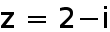 z = 2−i